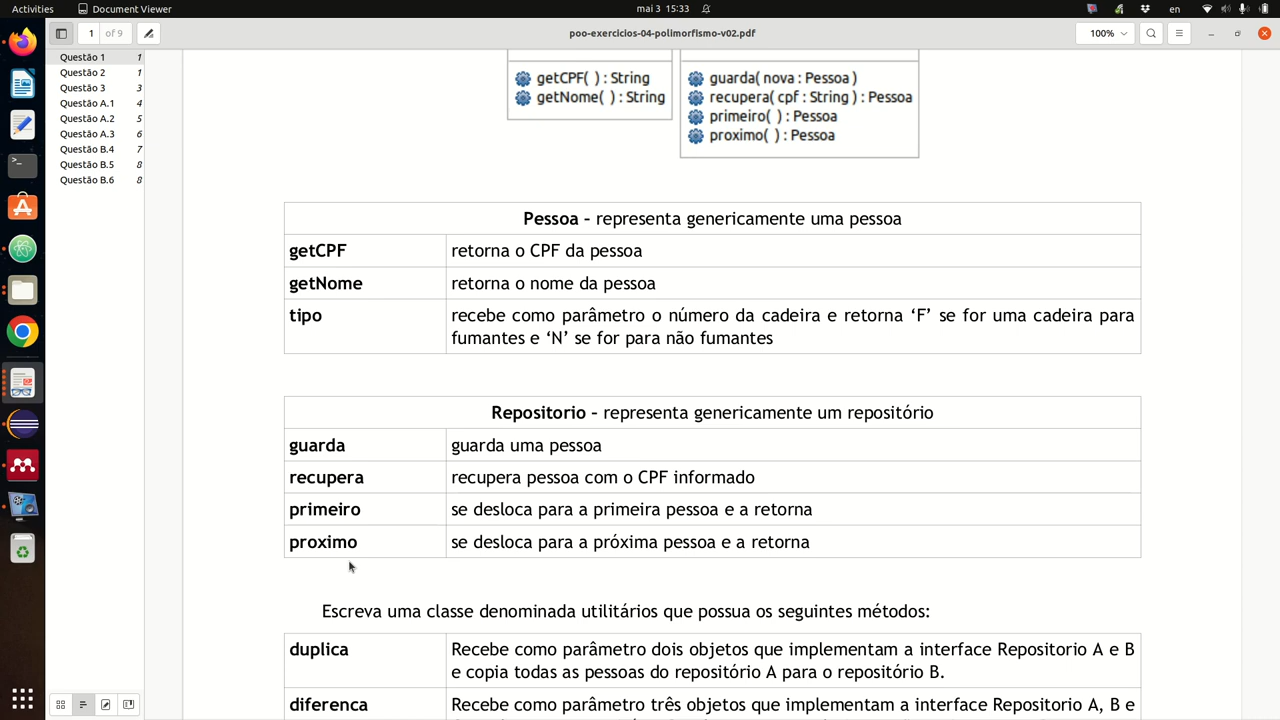 Activities Document Viewer mai 3 15:33 en
1 of 9 poo-exercicios-04-polimorfismo-v02.pdf 100%
Questão 1 1
Questão 2 1
Questão 3 3
Questão A.1 4
Questão A.2 5
Questão A.3 6
Questão B.4 7
Questão B.5 8
Questão B.6 8
getCPF( ) : String
getNome( ) : String
guarda( nova : Pessoa )
recupera( cpf : String ) : Pessoa
primeiro( ) : Pessoa
proximo( ) : Pessoa
Pessoa – representa genericamente uma pessoa
getCPF retorna o CPF da pessoa
getNome retorna o nome da pessoa
tipo recebe como parâmetro o número da cadeira e retorna ‘F’ se for uma cadeira para
fumantes e ‘N’ se for para não fumantes
Repositorio – representa genericamente um repositório
guarda guarda uma pessoa
recupera recupera pessoa com o CPF informado
primeiro se desloca para a primeira pessoa e a retorna
proximo se desloca para a próxima pessoa e a retorna
Escreva uma classe denominada utilitários que possua os seguintes métodos:
duplica Recebe como parâmetro dois objetos que implementam a interface Repositorio A e B
e copia todas as pessoas do repositório A para o repositório B.
diferenca Recebe como parâmetro três objetos que implementam a interface Repositorio A, B e